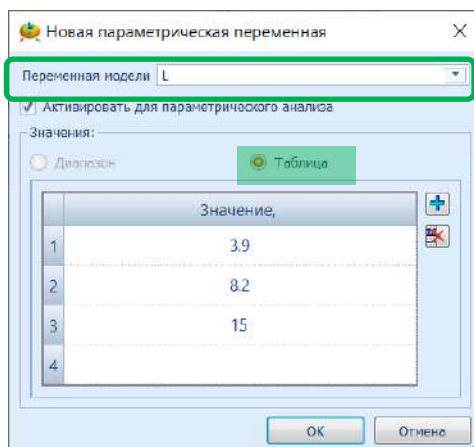 Новая параметрическая переменная
Переменная модели L
Активировать для параметрического анализа
Значения:
Диапазон Таблица
Значение,
1 3.9
2 8.2
3 15
4
OK Отмена